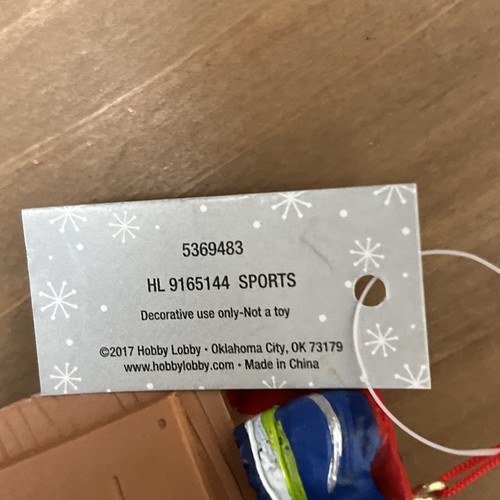 5369483
HL 9165144 SPORTS
Decorative use only-Not a toy
©2017 Hobby Lobby • Oklahoma City, OK 73179
www.hobbylobby.com • Made in China